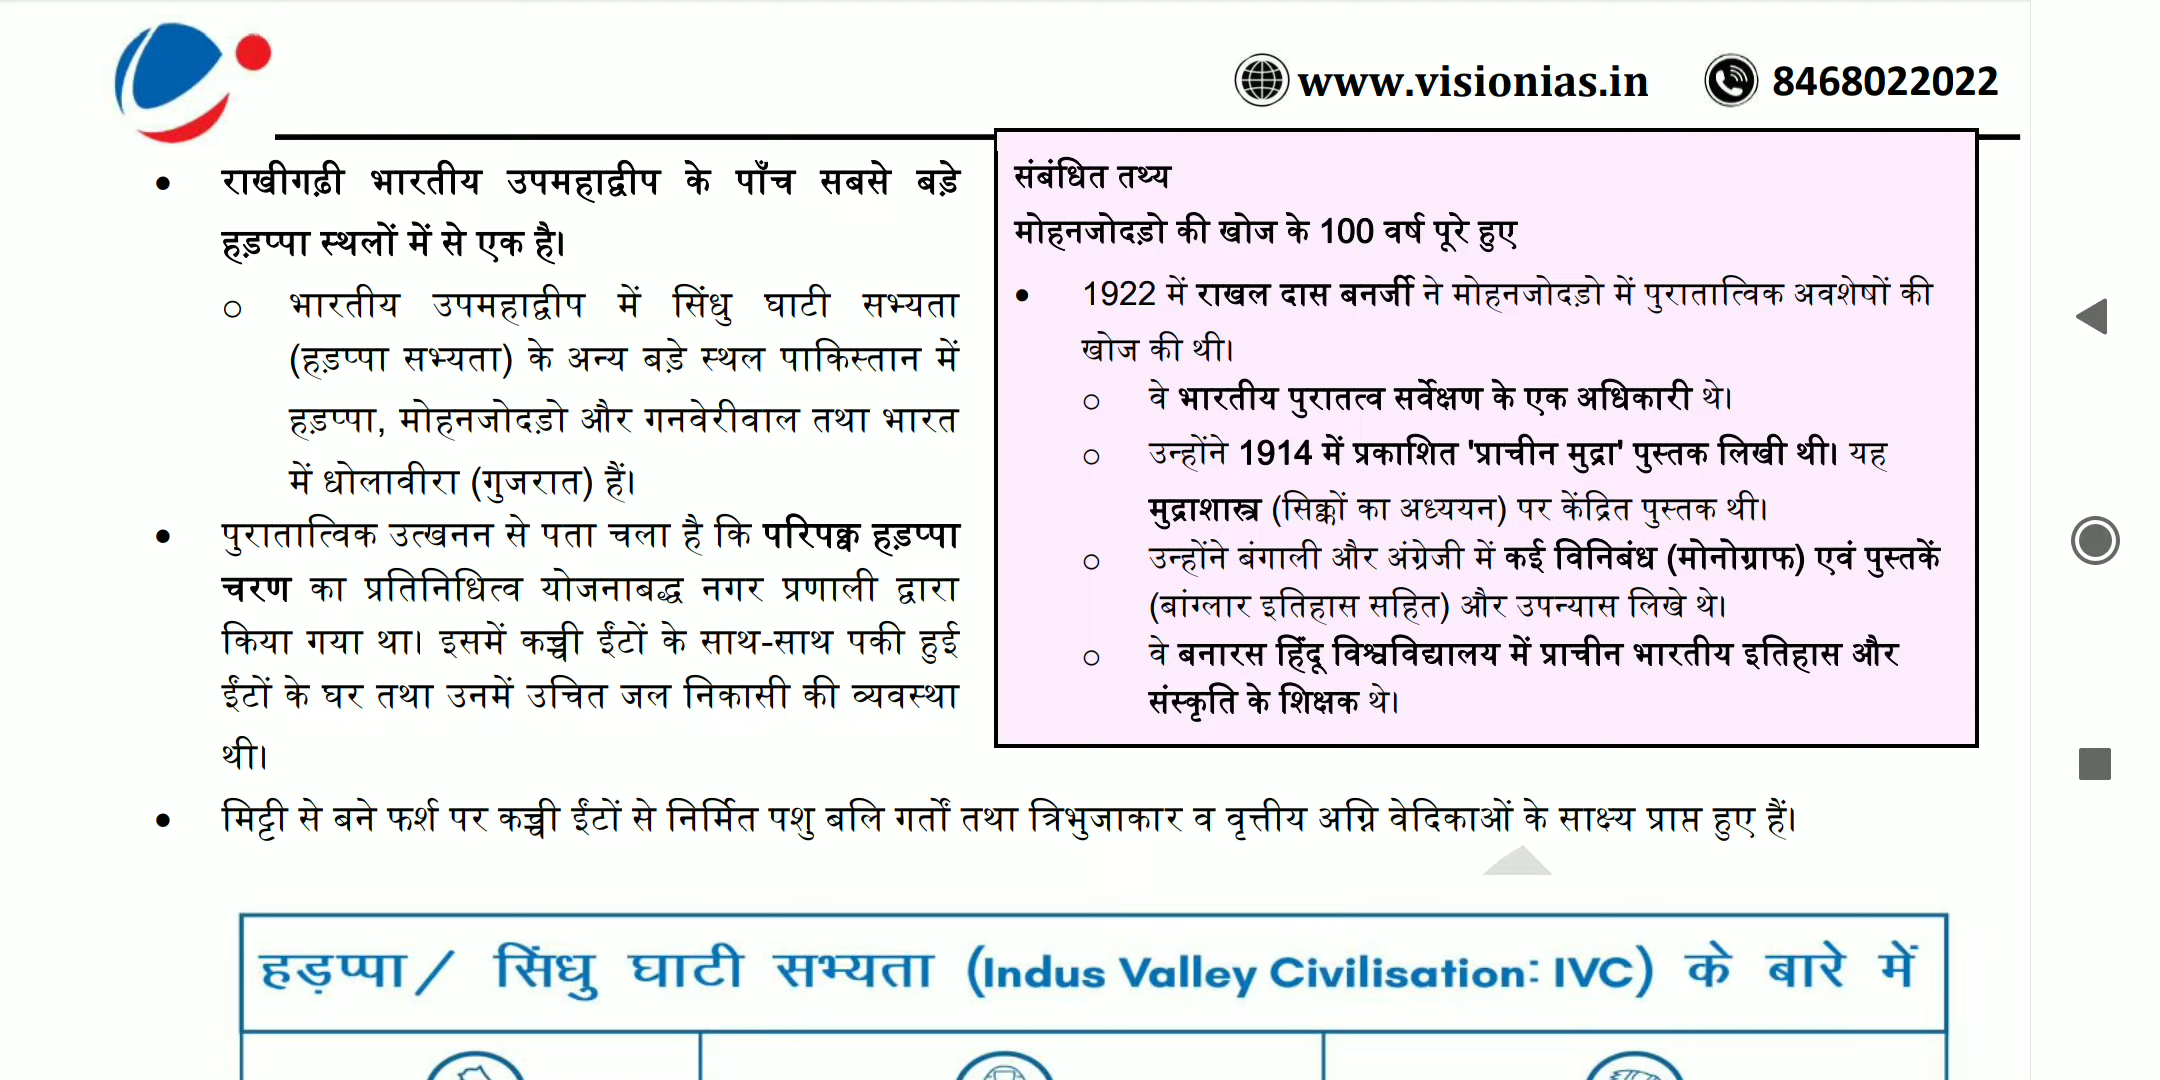 www.visionias.in 8468022022
• राखीगढ़ी भारतीय उपमहाद्वीप के पाँच सबसे बड़े
हड़प्पा स्थलों में से एक है।
o भारतीय उपमहाद्वीप में सिंधु घाटी सभ्यता
(हड़प्पा सभ्यता) के अन्य बड़े स्थल पाकिस्तान में
हड़प्पा, मोहनजोदड़ो और गनवेरीवाल तथा भारत
में धोलावीरा (गुजरात) हैं।
• पुरातात्विक उत्खनन से पता चला है कि परिपक्व हड़प्पा
चरण का प्रतिनिधित्व योजनाबद्ध नगर प्रणाली द्वारा
किया गया था। इसमें कच्ची ईंटों के साथ-साथ पकी हुई
ईंटों के घर तथा उनमें उचित जल निकासी की व्यवस्था
थी।
संबंधित तथ्य
मोहनजोदड़ो की खोज के 100 वर्ष पूरे हुए
• 1922 में राखल दास बनर्जी ने मोहनजोदड़ो में पुरातात्विक अवशेषों की
खोज की थी।
o वे भारतीय पुरातत्व सर्वेक्षण के एक अधिकारी थे।
o उन्होंने 1914 में प्रकाशित 'प्राचीन मुद्रा' पुस्तक लिखी थी। यह
मुद्राशास्त्र (सिक्कों का अध्ययन) पर केंद्रित पुस्तक थी।
o उन्होंने बंगाली और अंग्रेजी में कई विनिबंध (मोनोग्राफ) एवं पुस्तकें
(बांग्लार इतिहास सहित) और उपन्यास लिखे थे।
o वे बनारस हिंदू विश्वविद्यालय में प्राचीन भारतीय इतिहास और
संस्कृति के शिक्षक थे।
• मिट्टी से बने फर्श पर कच्ची ईंटों से निर्मित पशु बलि गर्तों तथा त्रिभुजाकार व वृत्तीय अग्नि वेदिकाओं के साक्ष्य प्राप्त हुए हैं।
हड़प्पा / सिंधु घाटी सभ्यता (Indus Valley Civilisation: IVC) के बारे में